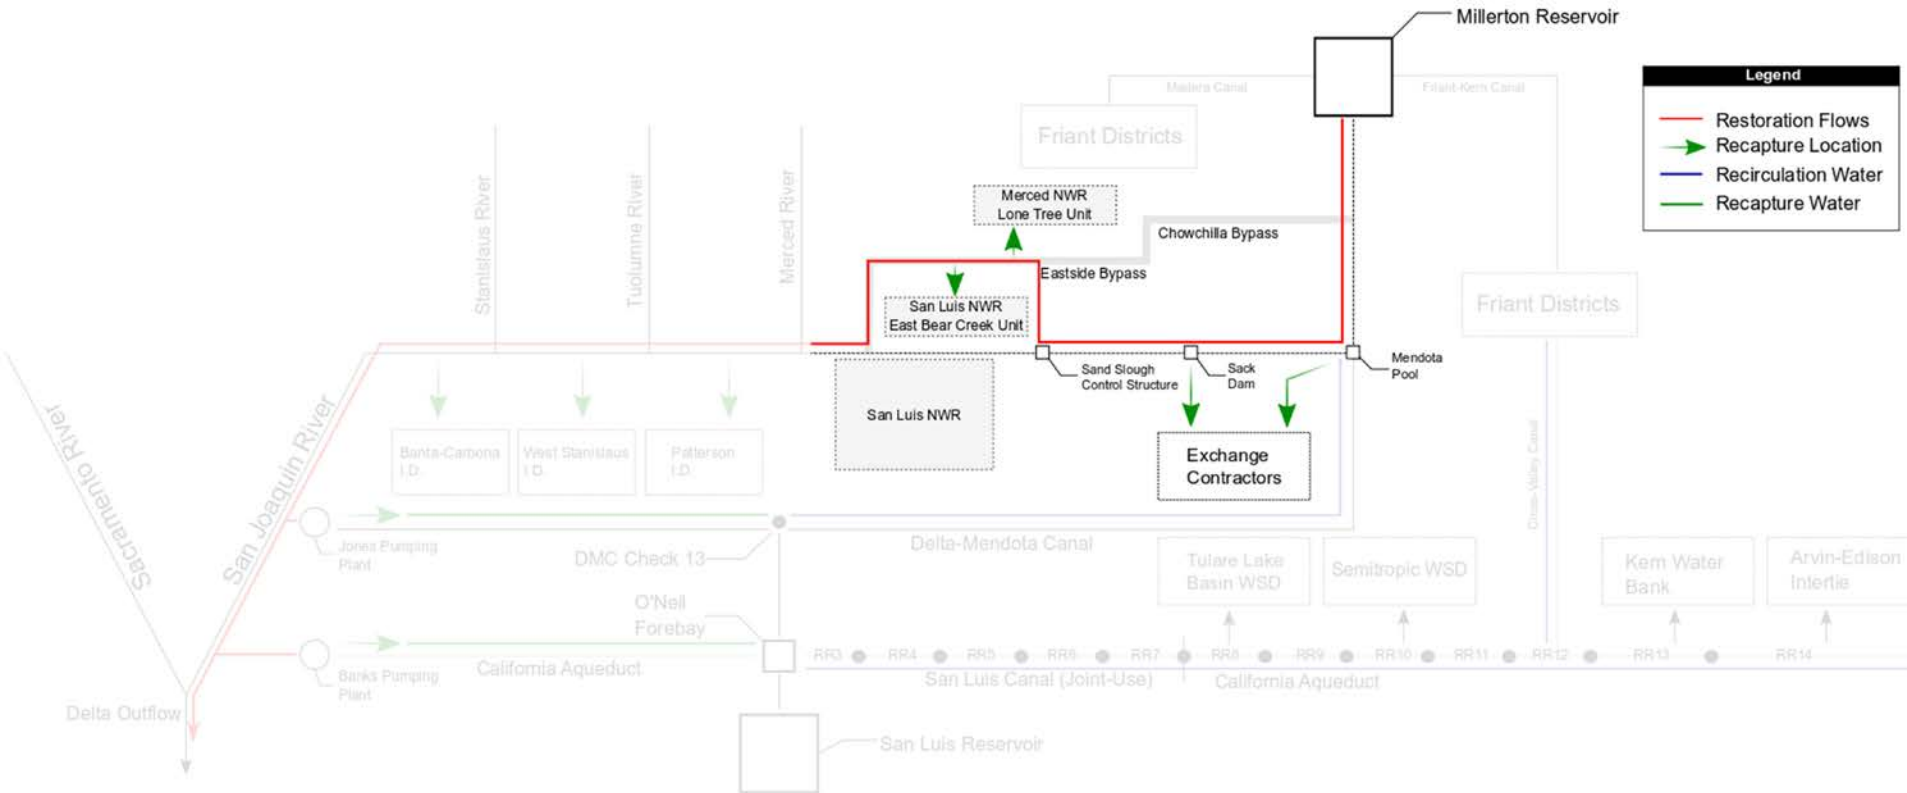 Millerton Reservoir
Legend
Restoration Flows
Recapture Location
Recirculation Water
Recapture Water
Madera Canal
Friant-Kern Canal
Friant Districts
Stanislaus River
Tuolumne River
Merced River
Merced NWR
Lone Tree Unit
Chowchilla Bypass
Eastside Bypass
San Luis NWR
East Bear Creek Unit
Friant Districts
Sand Slough
Control Structure
Sack
Dam
Mendota
Pool
San Luis NWR
Exchange
Contractors
Sacramento River
San Joaquin River
Banta-Carbona
I.D.
West Stanislaus
I.D.
Patterson
I.D.
Cross-Valley Canal
Jones Pumping
Plant
DMC Check 13
Delta-Mendota Canal
Tulare Lake
Basin WSD
Semitropic WSD
Kern Water
Bank
Arvin-Edison
Intertie
O'Neil
Forebay
RR3
RR4
RR5
RR6
RR7
RR8
RR9
RR10
RR11
RR12
RR13
RR14
Banks Pumping
Plant
California Aqueduct
San Luis Canal (Joint-Use)
California Aqueduct
Delta Outflow
San Luis Reservoir